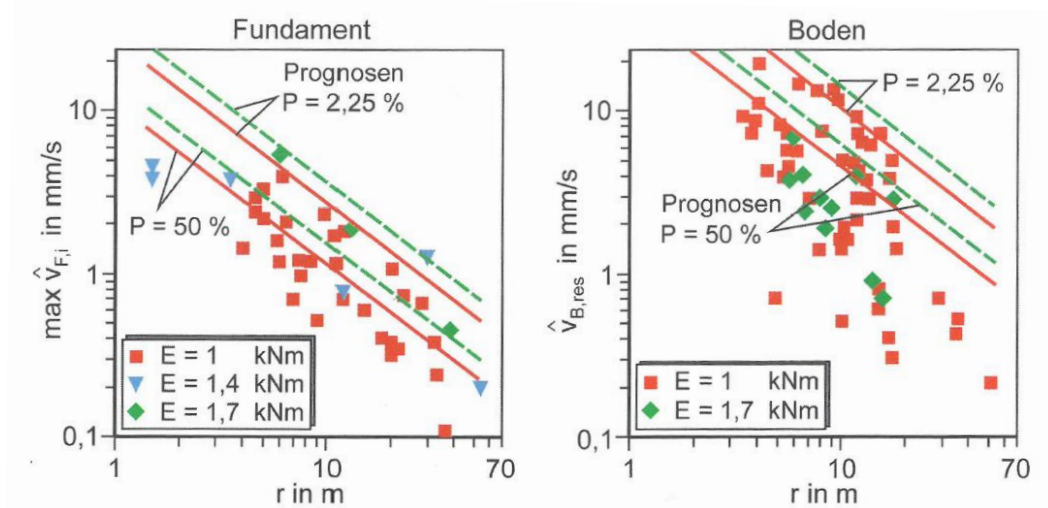 Fundament
10
1
0,1
max v̂F,i in mm/s
Prognosen
P = 2,25 %
P = 50 %
E = 1 kNm
E = 1,4 kNm
E = 1,7 kNm
1
10
70
r in m
Boden
10
1
0,1
v̂B,res in mm/s
P = 2,25 %
Prognosen
P = 50 %
E = 1 kNm
E = 1,7 kNm
1
10
70
r in m